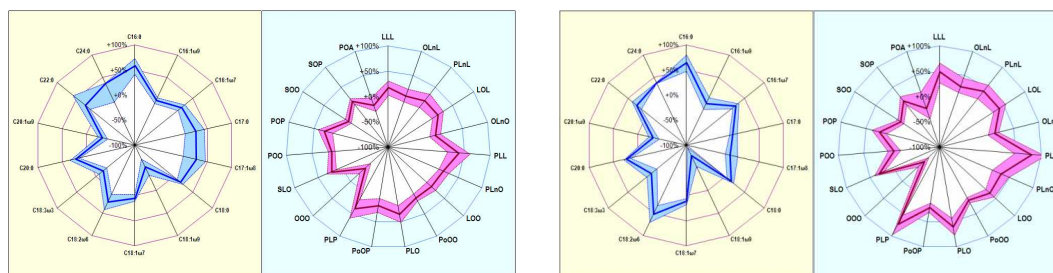 C16:0
C16:1ω9
C16:1ω7
C17:0
C17:1ω8
C18:0
C18:1ω9
C18:1ω7
C18:2ω6
C18:3ω3
C20:0
C20:1ω9
C22:0
C24:0
+100%
+50%
+0%
-50%
-100%
LLL
OLnL
PLnL
LOL
OLnO
PLL
PLnO
LOO
PoOO
PLO
PoOP
PLP
OOO
SLO
POO
POP
SOO
SOP
POA
+100%
+50%
+0%
-50%
-100%
C16:0
C16:1ω9
C16:1ω7
C17:0
C17:1ω8
C18:0
C18:1ω9
C18:1ω7
C18:2ω6
C18:3ω3
C20:0
C20:1ω9
C22:0
C24:0
+100%
+50%
+0%
-50%
-100%
LLL
OLnL
PLnL
LOL
OLnO
PLL
PLnO
LOO
PoOO
PLO
PoOP
PLP
OOO
SLO
POO
POP
SOO
SOP
POA
+100%
+50%
+0%
-50%
-100%